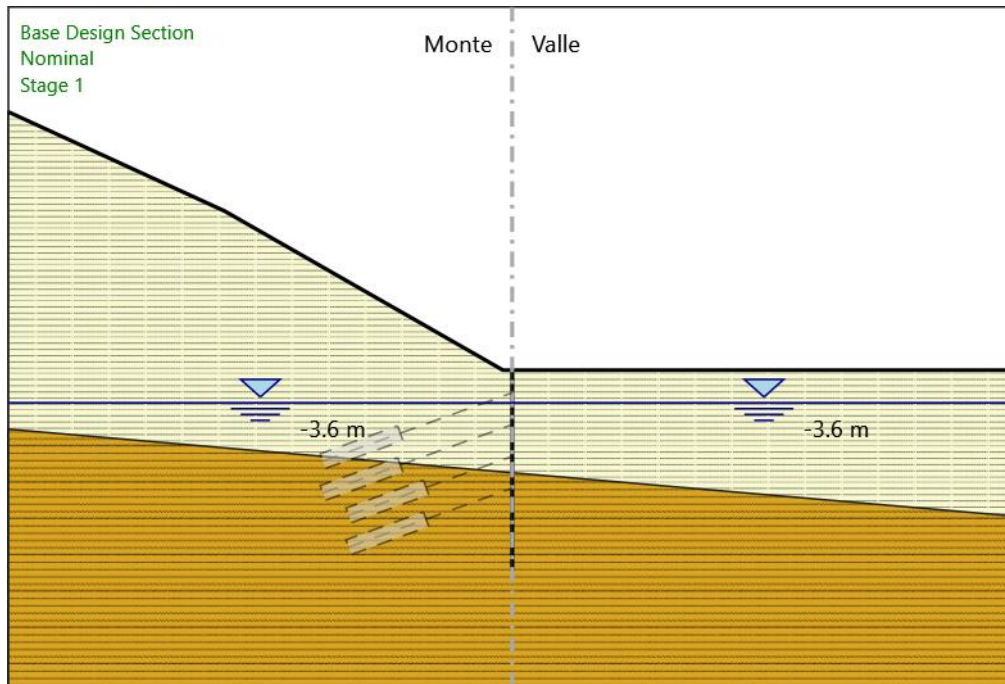 Base Design Section
Nominal
Stage 1
Monte
Valle
-3.6 m
-3.6 m